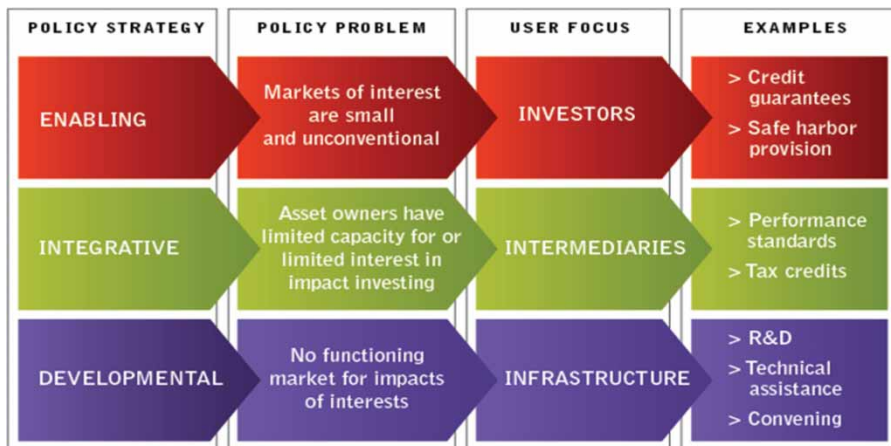 POLICY STRATEGY
POLICY PROBLEM
USER FOCUS
EXAMPLES
ENABLING
Markets of interest
are small
and unconventional
INVESTORS
> Credit
guarantees
> Safe harbor
provision
INTEGRATIVE
Asset owners have
limited capacity for or
limited interest in
impact investing
INTERMEDIARIES
> Performance
standards
> Tax credits
DEVELOPMENTAL
No functioning
market for impacts
of interests
INFRASTRUCTURE
> R&D
> Technical
assistance
> Convening